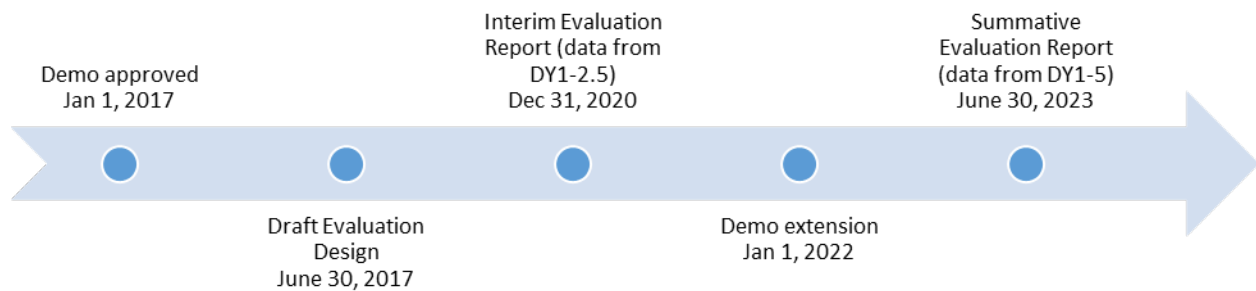 Demo approved
Jan 1, 2017
Draft Evaluation
Design
June 30, 2017
Interim Evaluation
Report (data from
DY1-2.5)
Dec 31, 2020
Demo extension
Jan 1, 2022
Summative
Evaluation Report
(data from DY1-5)
June 30, 2023